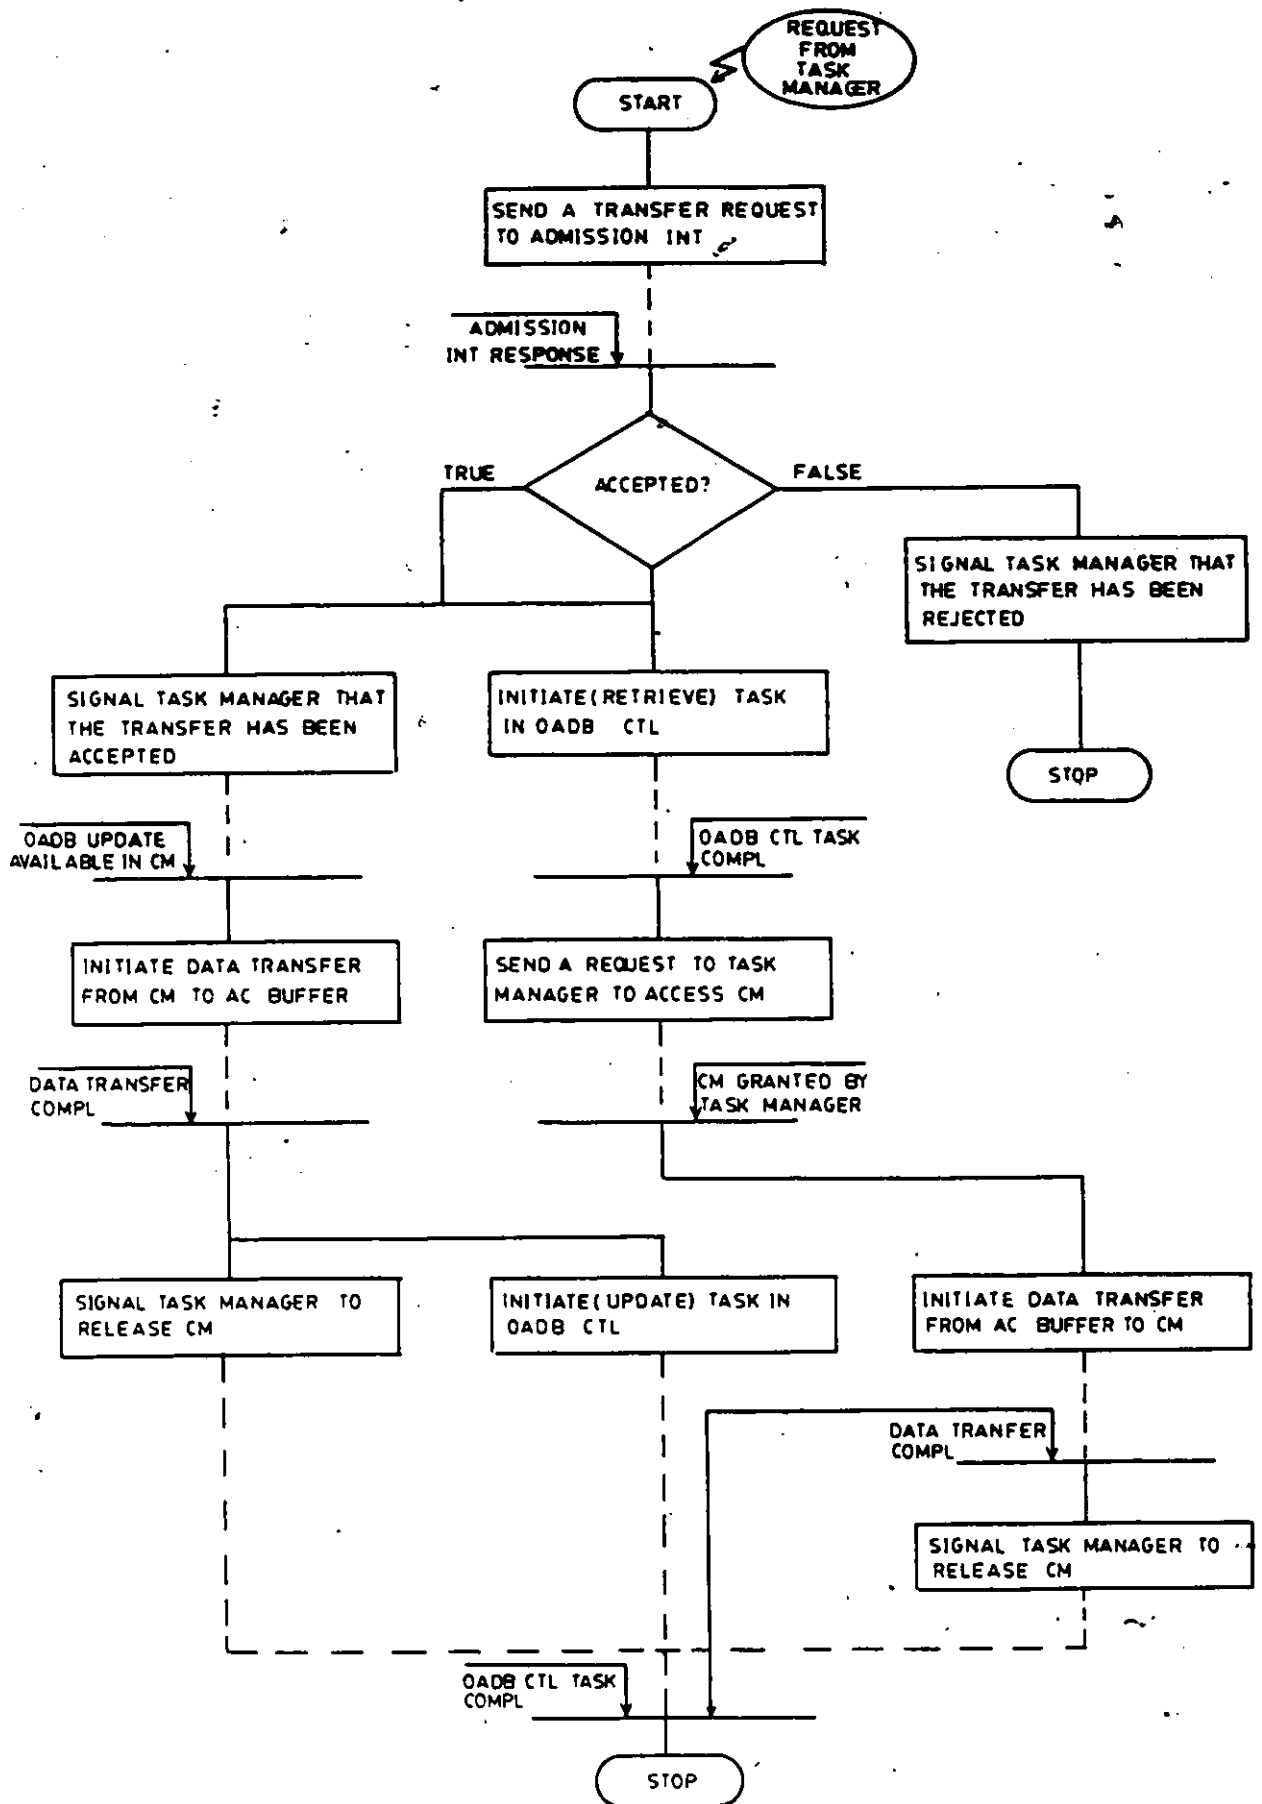 REQUEST
FROM
TASK
MANAGER
START
SEND A TRANSFER REQUEST
TO ADMISSION INT
ADMISSION
INT RESPONSE
TRUE
ACCEPTED?
FALSE
SIGNAL TASK MANAGER THAT
THE TRANSFER HAS BEEN
REJECTED
SIGNAL TASK MANAGER THAT
THE TRANSFER HAS BEEN
ACCEPTED
INITIATE(RETRIEVE) TASK
IN OADB CTL
STOP
OADB UPDATE
AVAILABLE IN CM
OADB CTL TASK
COMPL
INITIATE DATA TRANSFER
FROM CM TO AC BUFFER
SEND A REQUEST TO TASK
MANAGER TO ACCESS CM
DATA TRANSFER
COMPL
CM GRANTED BY
TASK MANAGER
SIGNAL TASK MANAGER TO
RELEASE CM
INITIATE(UPDATE) TASK IN
OADB CTL
INITIATE DATA TRANSFER
FROM AC BUFFER TO CM
DATA TRANFER
COMPL
SIGNAL TASK MANAGER TO
RELEASE CM
OADB CTL TASK
COMPL
STOP